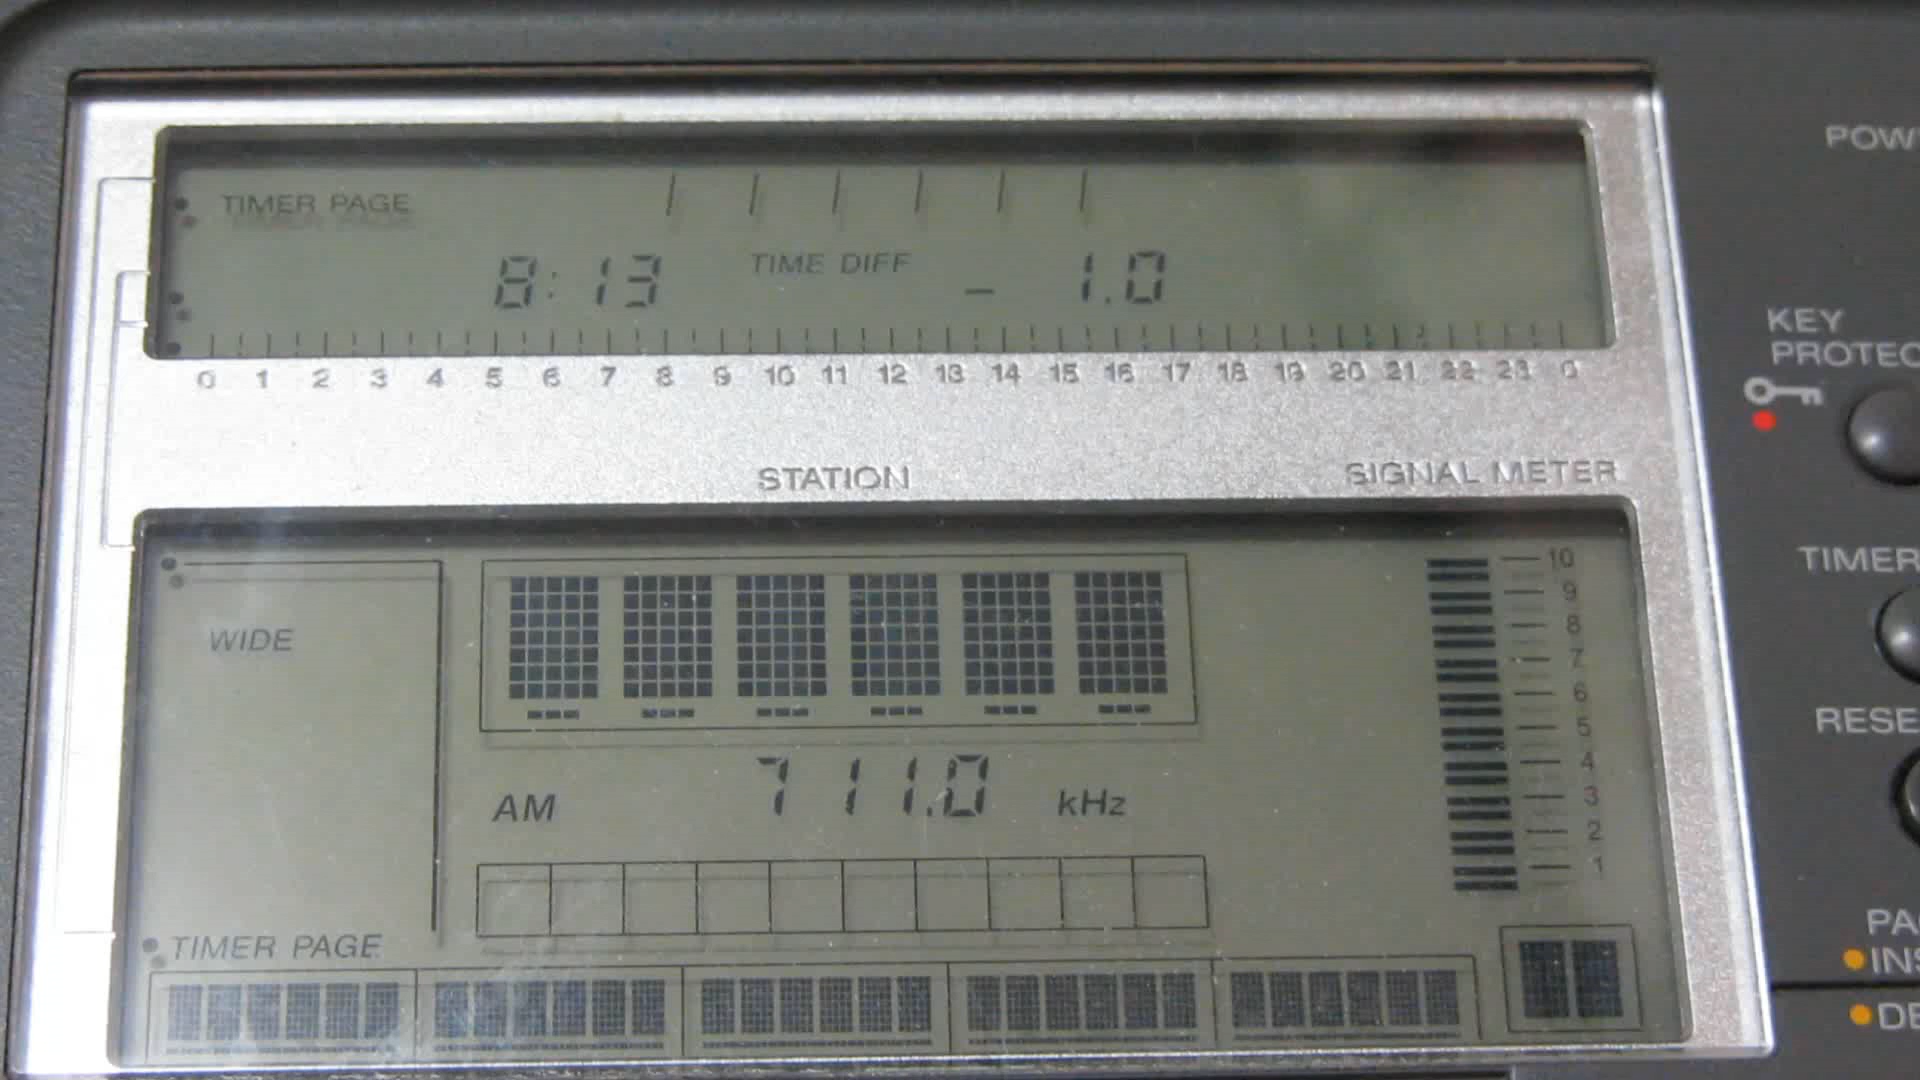 POW
TIMER PAGE
8:13 TIME DIFF - 1.0
KEY
PROTEC
0 1 2 3 4 5 6 7 8 9 10 11 12 13 14 15 16 17 18 19 20 21 22 23 0
STATION SIGNAL METER
10
9
8
7
6
5
4
3
2
1
TIMER
WIDE
RESE
AM 711.0 kHz
TIMER PAGE
PA
INS
DE